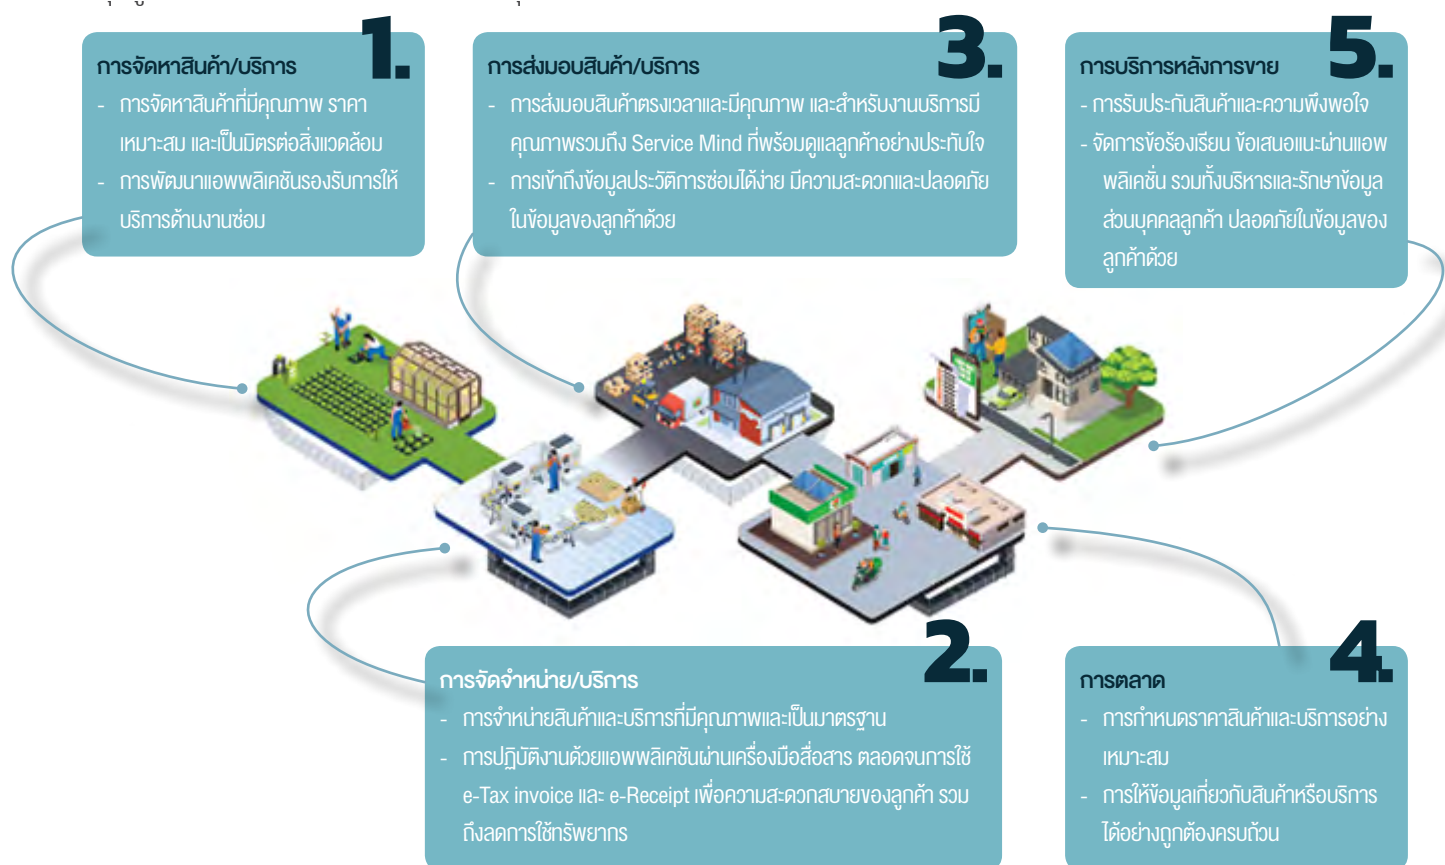 1.
การจัดหาสินค้า/บริการ
- การจัดหาสินค้าที่มีคุณภาพ ราคา
เหมาะสม และเป็นมิตรต่อสิ่งแวดล้อม
- การพัฒนาแอพพลิเคชันรองรับการให้
บริการด้านงานซ่อม
3.
การส่งมอบสินค้า/บริการ
- การส่งมอบสินค้าตรงเวลาและมีคุณภาพ และสำหรับงานบริการมี
คุณภาพรวมถึง Service Mind ที่พร้อมดูแลลูกค้าอย่างประทับใจ
- การเข้าถึงข้อมูลประวัติการซ่อมได้ง่าย มีความสะดวกและปลอดภัย
ในข้อมูลของลูกค้าด้วย
5.
การบริการหลังการขาย
- การรับประกันสินค้าและความพึงพอใจ
- จัดการข้อร้องเรียน ข้อเสนอแนะผ่านแอพ
พลิเคชั่น รวมทั้งบริหารและรักษาข้อมูล
ส่วนบุคคลลูกค้า ปลอดภัยในข้อมูลของ
ลูกค้าด้วย
2.
การจัดจำหน่าย/บริการ
- การจำหน่ายสินค้าและบริการที่มีคุณภาพและเป็นมาตรฐาน
- การปฏิบัติงานด้วยแอพพลิเคชันผ่านเครื่องมือสื่อสาร ตลอดจนการใช้
e-Tax invoice และ e-Receipt เพื่อความสะดวกสบายของลูกค้า รวม
ถึงลดการใช้ทรัพยากร
4.
การตลาด
- การกำหนดราคาสินค้าและบริการอย่าง
เหมาะสม
- การให้ข้อมูลเกี่ยวกับสินค้าหรือบริการ
ได้อย่างถูกต้องครบถ้วน